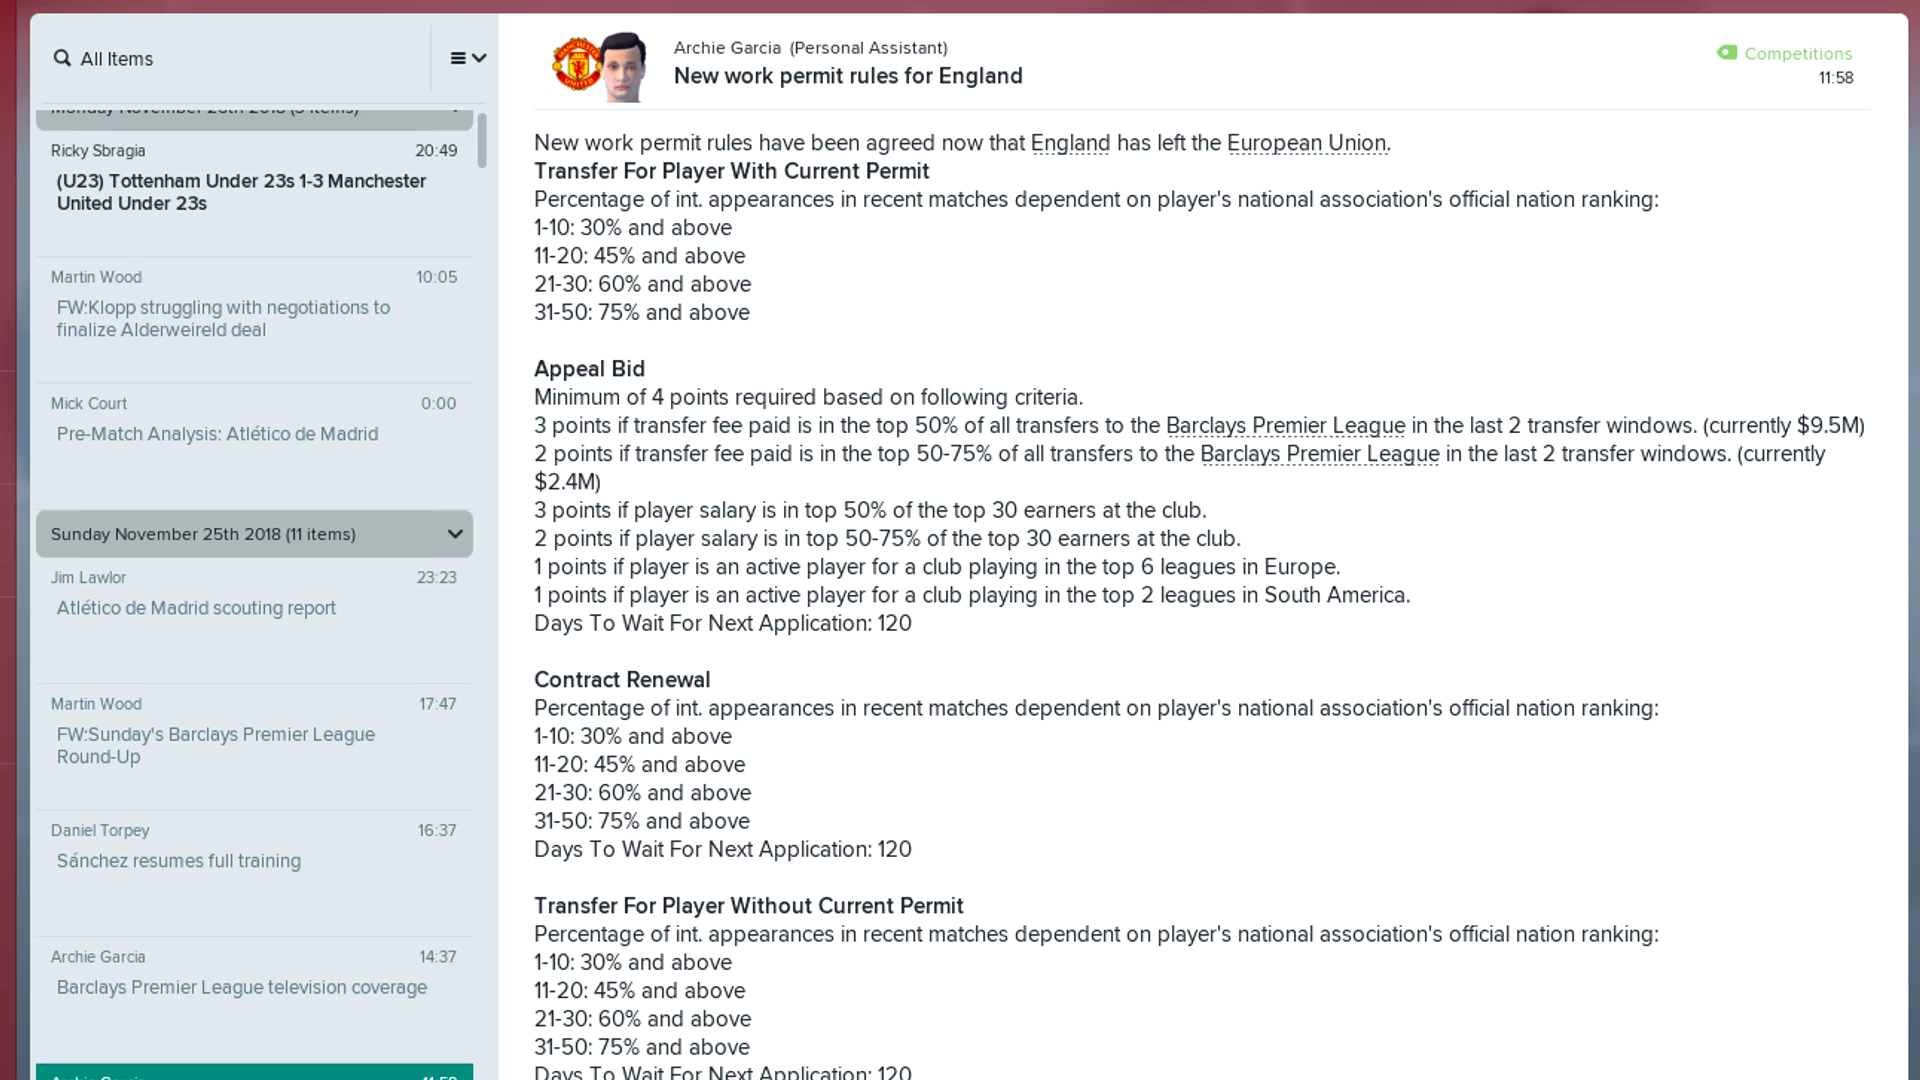 All Items
Monday November 26th 2018 (3 items)
Ricky Sbragia 20:49
(U23) Tottenham Under 23s 1-3 Manchester
United Under 23s
Martin Wood 10:05
FW:Klopp struggling with negotiations to
finalize Alderweireld deal
Mick Court 0:00
Pre-Match Analysis: Atlético de Madrid
Sunday November 25th 2018 (11 items)
Jim Lawlor 23:23
Atlético de Madrid scouting report
Martin Wood 17:47
FW:Sunday's Barclays Premier League
Round-Up
Daniel Torpey 16:37
Sánchez resumes full training
Archie Garcia 14:37
Barclays Premier League television coverage
Archie Garcia 11:58
MANCHESTER
UNITED
Archie Garcia (Personal Assistant)
New work permit rules for England
Competitions
11:58
New work permit rules have been agreed now that England has left the European Union.
Transfer For Player With Current Permit
Percentage of int. appearances in recent matches dependent on player's national association's official nation ranking:
1-10: 30% and above
11-20: 45% and above
21-30: 60% and above
31-50: 75% and above
Appeal Bid
Minimum of 4 points required based on following criteria.
3 points if transfer fee paid is in the top 50% of all transfers to the Barclays Premier League in the last 2 transfer windows. (currently $9.5M)
2 points if transfer fee paid is in the top 50-75% of all transfers to the Barclays Premier League in the last 2 transfer windows. (currently
$2.4M)
3 points if player salary is in top 50% of the top 30 earners at the club.
2 points if player salary is in top 50-75% of the top 30 earners at the club.
1 points if player is an active player for a club playing in the top 6 leagues in Europe.
1 points if player is an active player for a club playing in the top 2 leagues in South America.
Days To Wait For Next Application: 120
Contract Renewal
Percentage of int. appearances in recent matches dependent on player's national association's official nation ranking:
1-10: 30% and above
11-20: 45% and above
21-30: 60% and above
31-50: 75% and above
Days To Wait For Next Application: 120
Transfer For Player Without Current Permit
Percentage of int. appearances in recent matches dependent on player's national association's official nation ranking:
1-10: 30% and above
11-20: 45% and above
21-30: 60% and above
31-50: 75% and above
Days To Wait For Next Application: 120